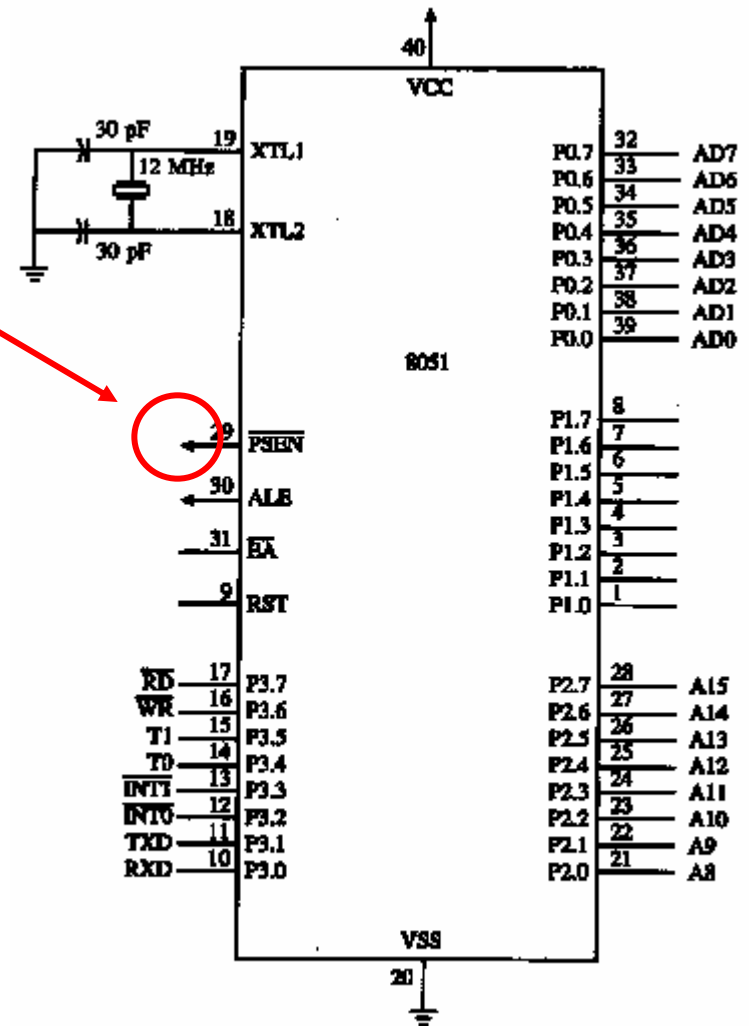 40
VCC
30 pF
19 XTL1
12 MHz
18 XTL2
30 pF
P0.7 32 AD7
P0.6 33 AD6
P0.5 34 AD5
P0.4 35 AD4
P0.3 36 AD3
P0.2 37 AD2
P0.1 38 AD1
P0.0 39 AD0
8051
29 P̅S̅E̅N̅
30 ALE
31 E̅A̅
9 RST
P1.7 8
P1.6 7
P1.5 6
P1.4 5
P1.3 4
P1.2 3
P1.1 2
P1.0 1
R̅D̅ 17 P3.7
W̅R̅ 16 P3.6
T1 15 P3.5
T0 14 P3.4
I̅N̅T̅1̅ 13 P3.3
I̅N̅T̅0̅ 12 P3.2
TXD 11 P3.1
RXD 10 P3.0
P2.7 28 A15
P2.6 27 A14
P2.5 26 A13
P2.4 25 A12
P2.3 24 A11
P2.2 23 A10
P2.1 22 A9
P2.0 21 A8
VSS
20